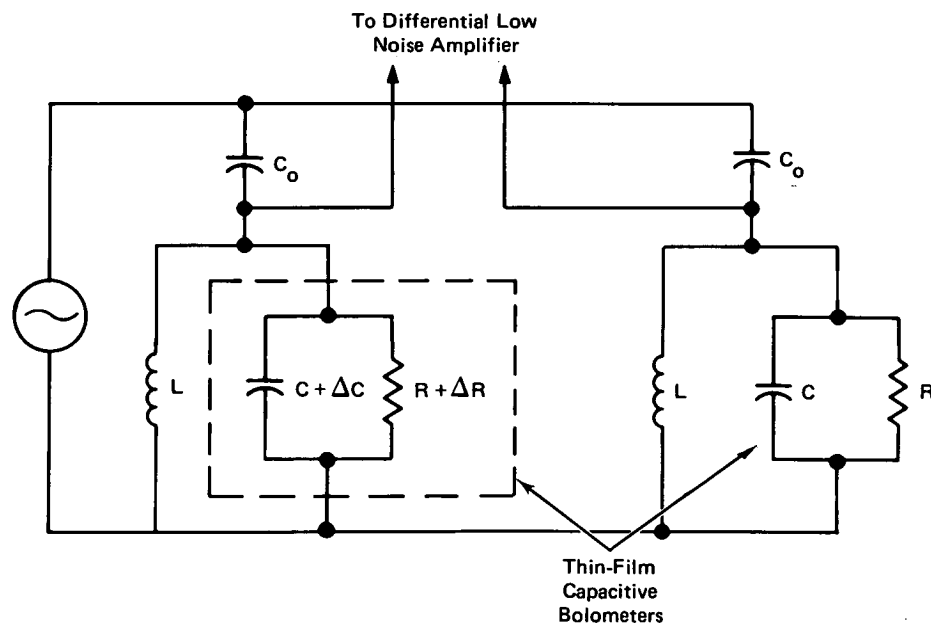 To Differential Low
Noise Amplifier
C₀
C₀
L
C + ΔC
R + ΔR
L
C
R
Thin-Film
Capacitive
Bolometers